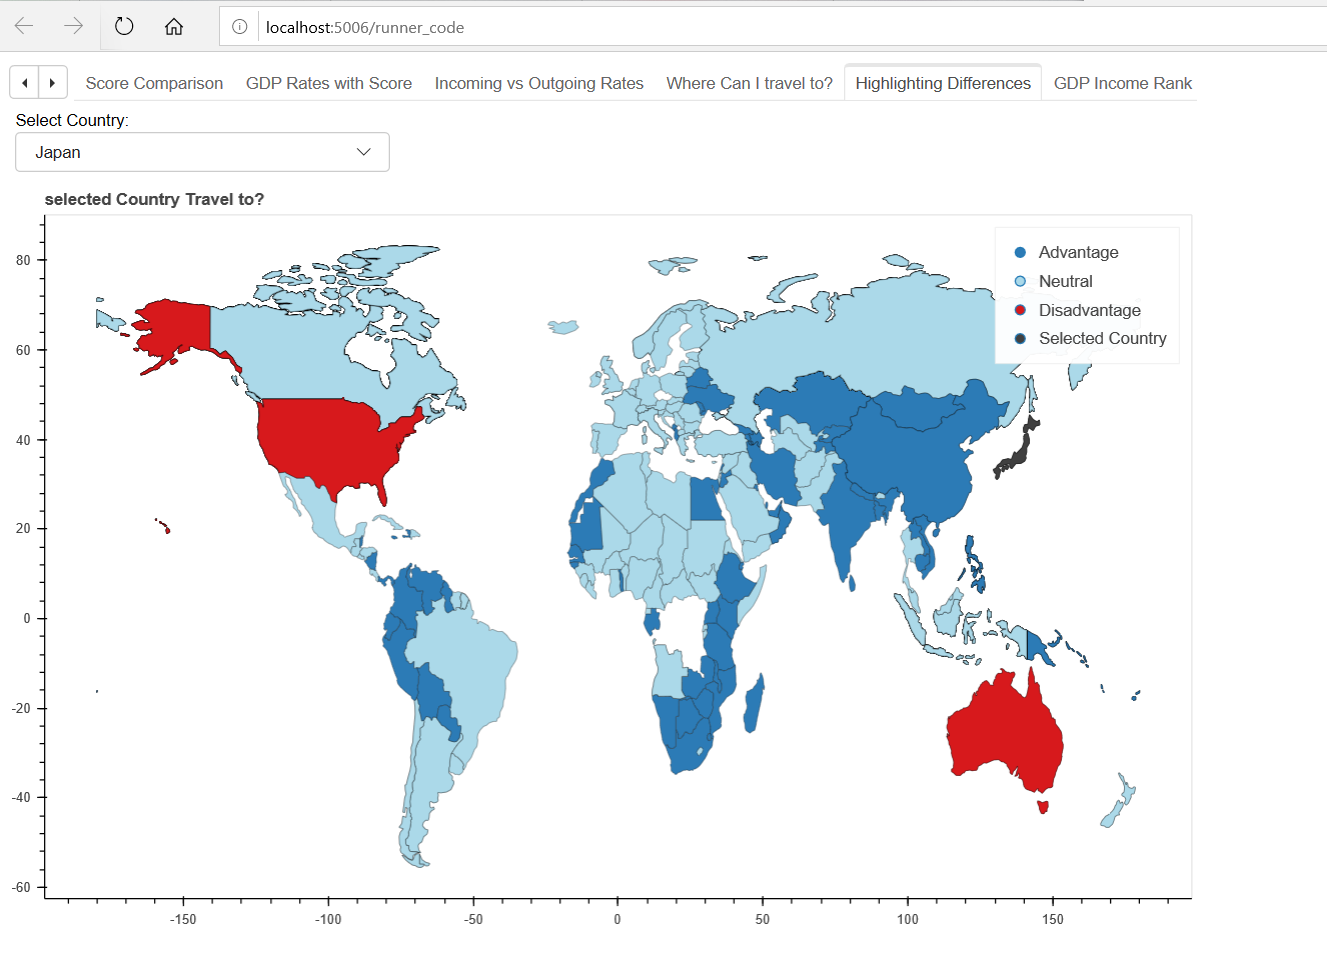 localhost:5006/runner_code
Score Comparison GDP Rates with Score Incoming vs Outgoing Rates Where Can I travel to? Highlighting Differences GDP Income Rank
Select Country:
Japan
selected Country Travel to?
Advantage
Neutral
Disadvantage
Selected Country
80
60
40
20
0
-20
-40
-60
-150 -100 -50 0 50 100 150